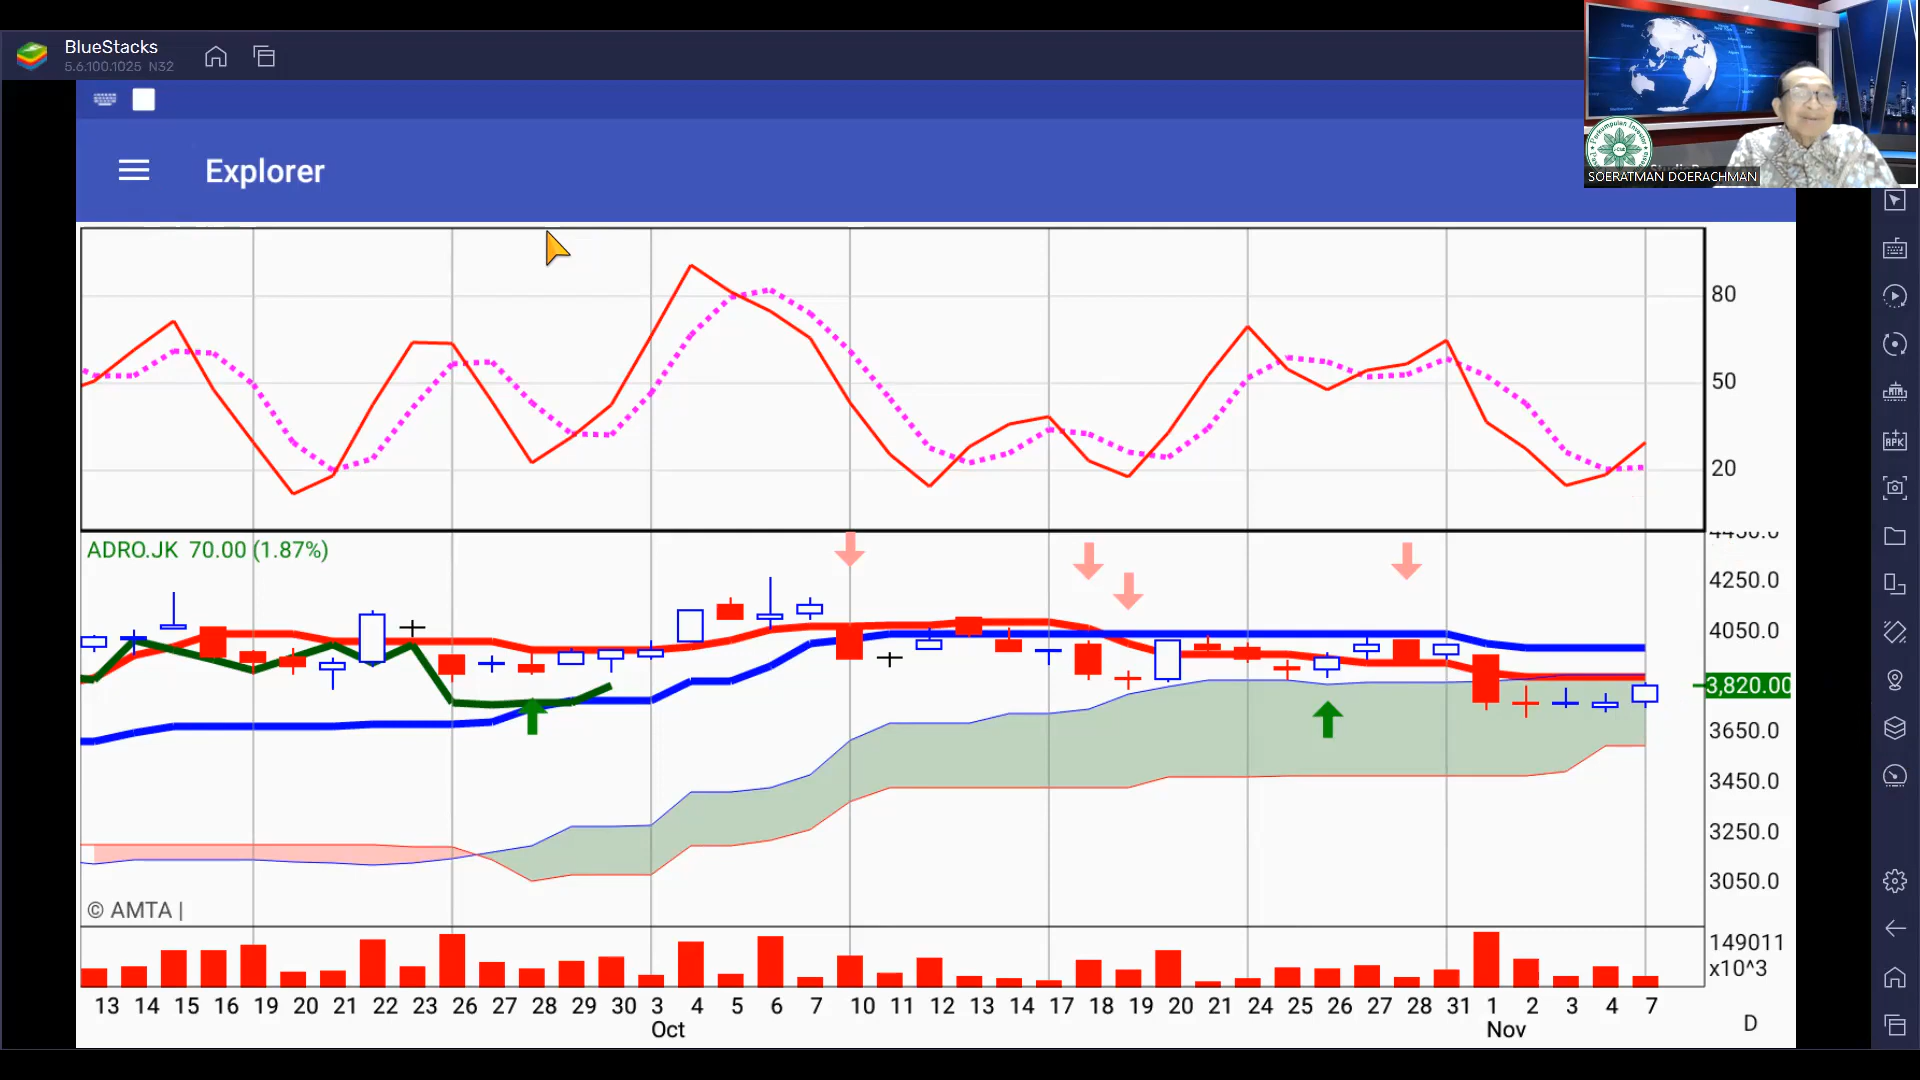 BlueStacks
5.6.100.1025 N32
Explorer
SOERATMAN DOERACHMAN
80
50
20
ADRO.JK 70.00 (1.87%)
4450.0
4250.0
4050.0
3,820.00
3650.0
3450.0
3250.0
3050.0
© AMTA |
149011
x10^3
13 14 15 16 19 20 21 22 23 26 27 28 29 30 3 4 5 6 7 10 11 12 13 14 17 18 19 20 21 24 25 26 27 28 31 1 2 3 4 7
Oct Nov
D